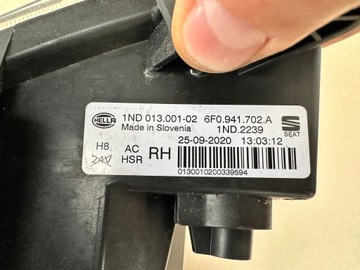 HELLA 1ND 013.001-02 6F0.941.702.A
Made in Slovenia 1ND.2239
SEAT
25-09-2020 13:03:12
H8 AC RH
24V HSR
0130010200339594